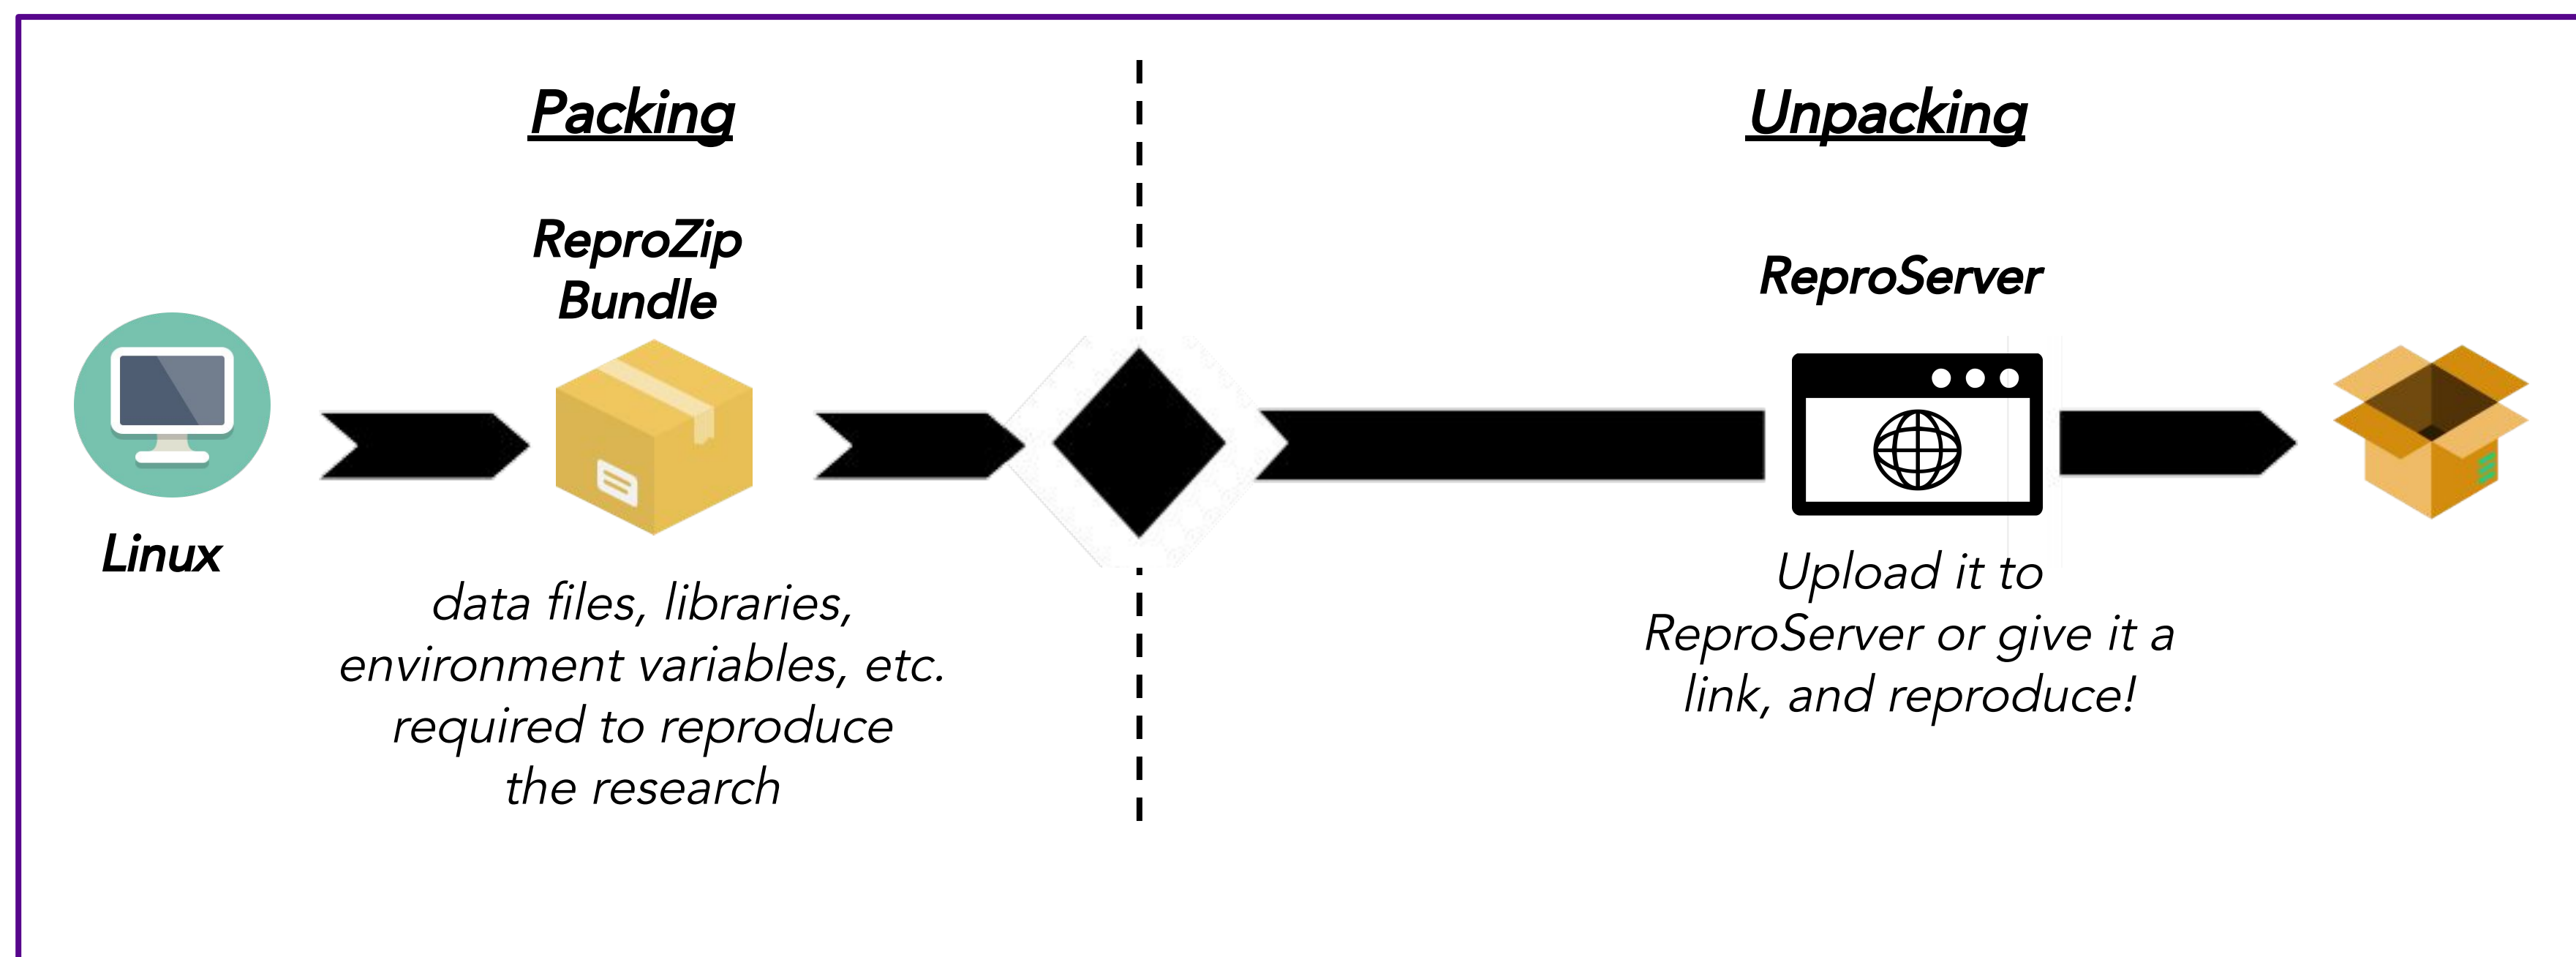 Packing
ReproZip
Bundle
Linux
data files, libraries,
environment variables, etc.
required to reproduce
the research
Unpacking
ReproServer
Upload it to
ReproServer or give it a
link, and reproduce!